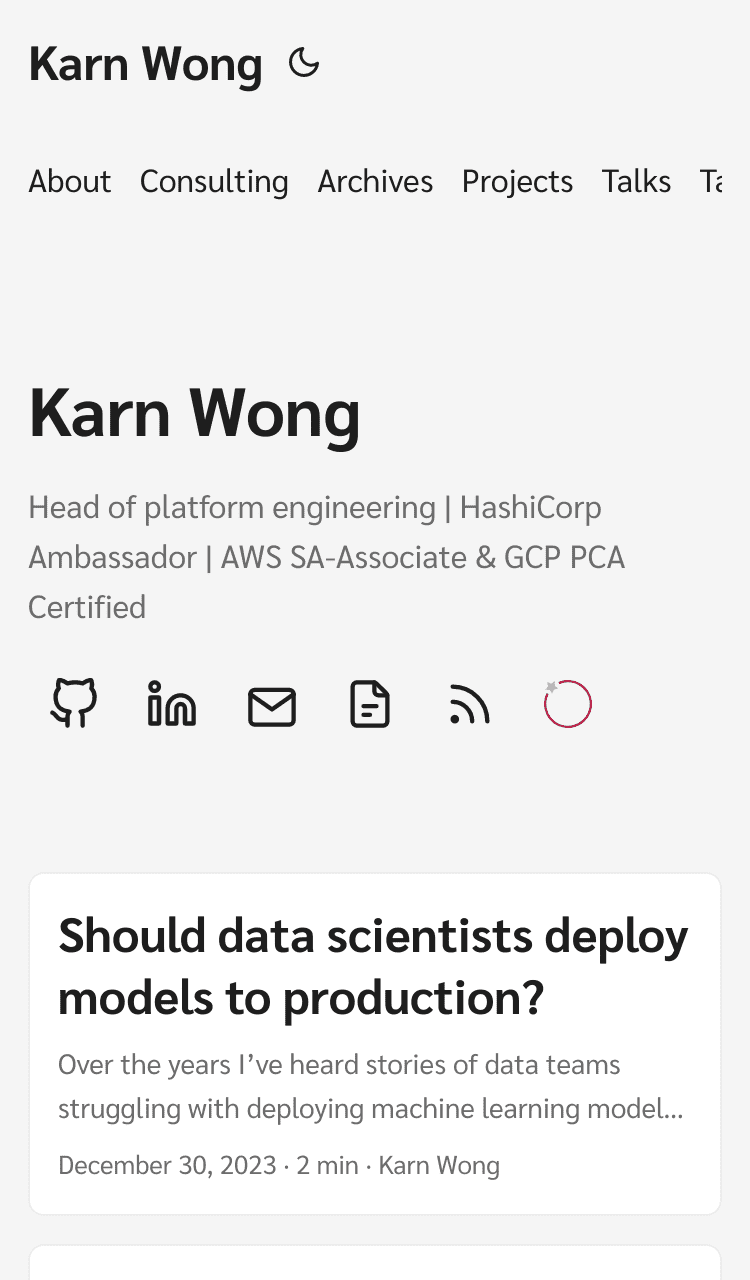 Karn Wong
About Consulting Archives Projects Talks
Karn Wong
Head of platform engineering | HashiCorp
Ambassador | AWS SA-Associate & GCP PCA
Certified
Should data scientists deploy
models to production?
Over the years I’ve heard stories of data teams
struggling with deploying machine learning model...
December 30, 2023 · 2 min · Karn Wong